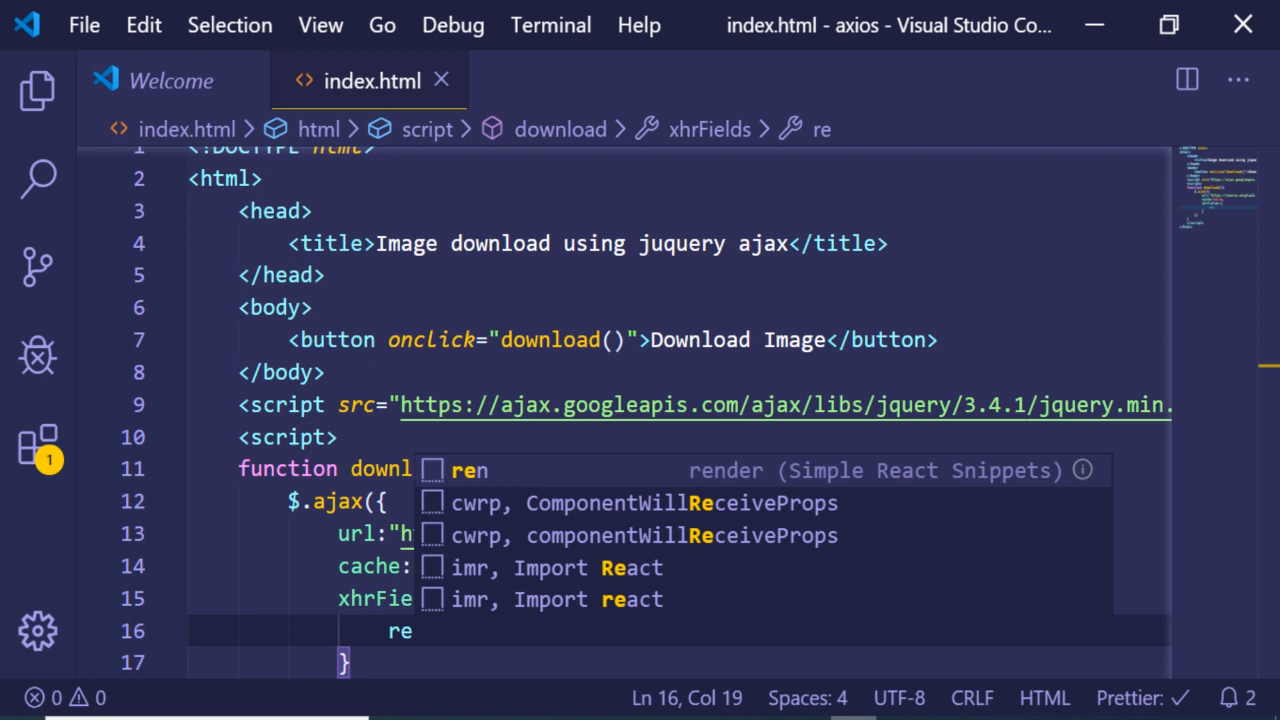 File Edit Selection View Go Debug Terminal Help index.html - axios - Visual Studio Co...
Welcome index.html
index.html > html > script > download > xhrFields > re
1 <!DOCTYPE html>
2 <html>
3 <head>
4 <title>Image download using juquery ajax</title>
5 </head>
6 <body>
7 <button onclick="download()">Download Image</button>
8 </body>
9 <script src="https://ajax.googleapis.com/ajax/libs/jquery/3.4.1/jquery.min.
10 <script>
11 function downl
ren render (Simple React Snippets)
12 $.ajax({
cwrp, ComponentWillReceiveProps
13 url:"h
cwrp, componentWillReceiveProps
14 cache:
imr, Import React
15 xhrFie
imr, Import react
16 re
17 }
1
0 0 Ln 16, Col 19 Spaces: 4 UTF-8 CRLF HTML Prettier: ✓ 2